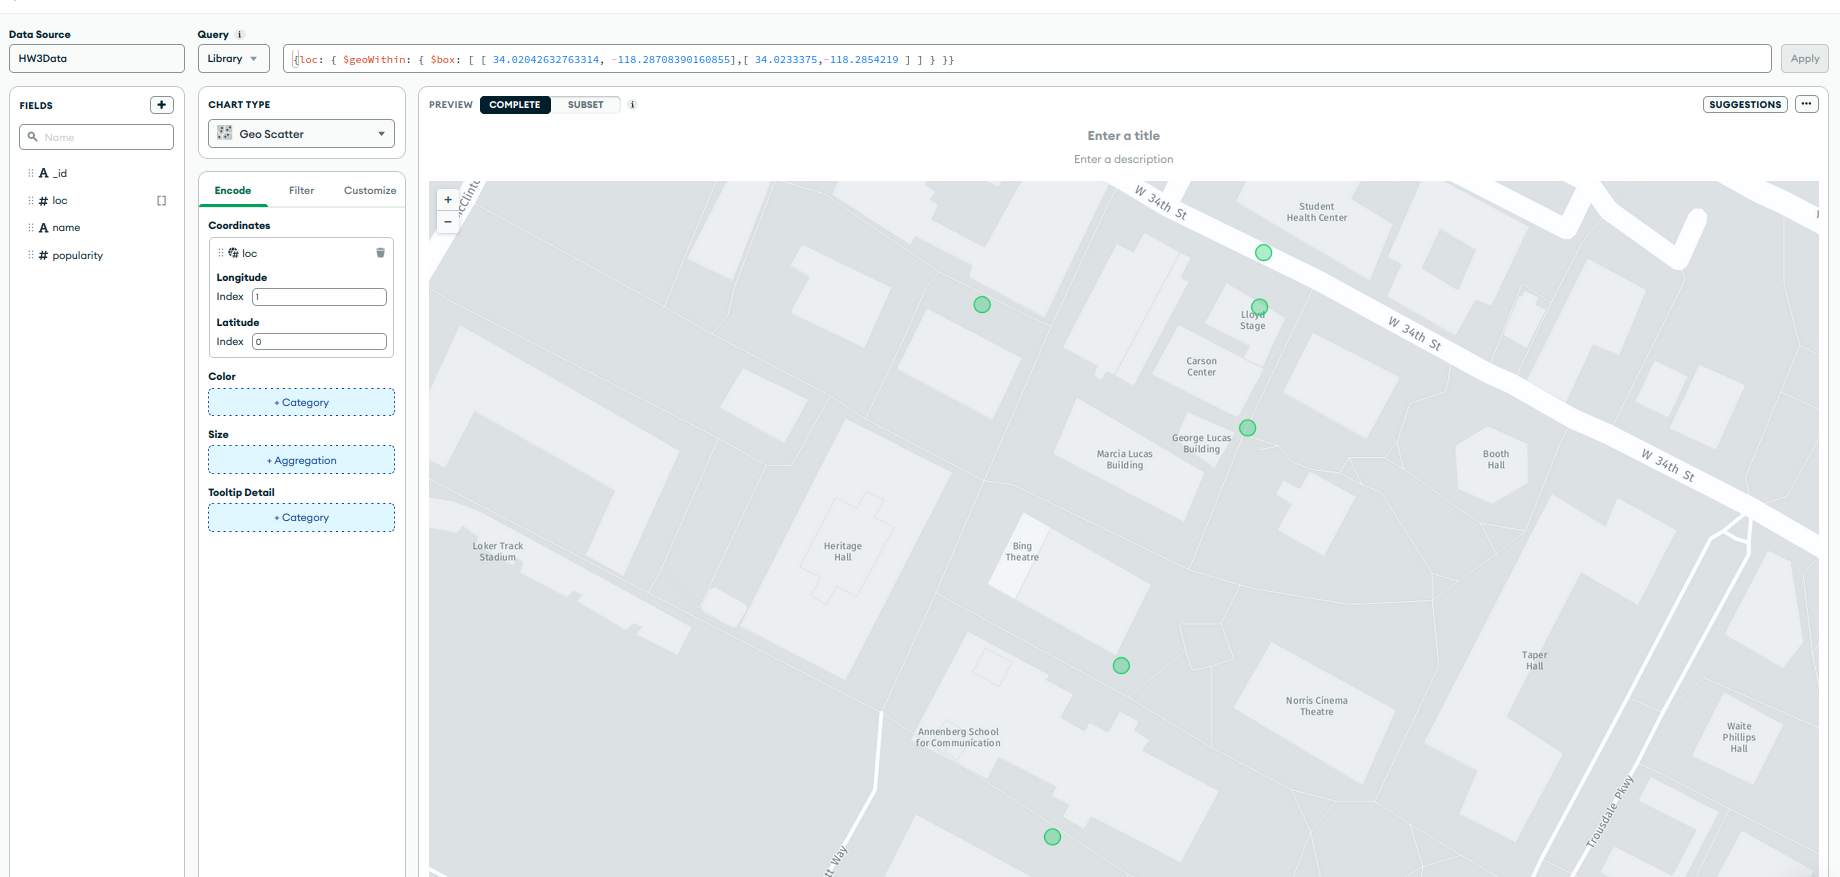 Data Source
Query i
HW3Data
Library
{loc: { $geoWithin: { $box: [ [ 34.02042632763314, -118.28708390160855],[ 34.0233375,-118.2854219 ] ] } }}
Apply
FIELDS +
Name
A _id
# loc []
A name
# popularity
CHART TYPE
Geo Scatter
Encode
Filter
Customize
Coordinates
loc
Longitude
Index 1
Latitude
Index 0
Color
+ Category
Size
+ Aggregation
Tooltip Detail
+ Category
PREVIEW COMPLETE SUBSET i
SUGGESTIONS ...
Enter a title
Enter a description
+
−
W 34th St
Student
Health Center
Lloyd
Stage
W 34th St
Carson
Center
George Lucas
Building
Marcia Lucas
Building
Booth
Hall
W 34th St
Loker Track
Stadium
Heritage
Hall
Bing
Theatre
Taper
Hall
Norris Cinema
Theatre
Annenberg School
for Communication
Waite
Phillips
Hall
Trousdale Pkwy
Way